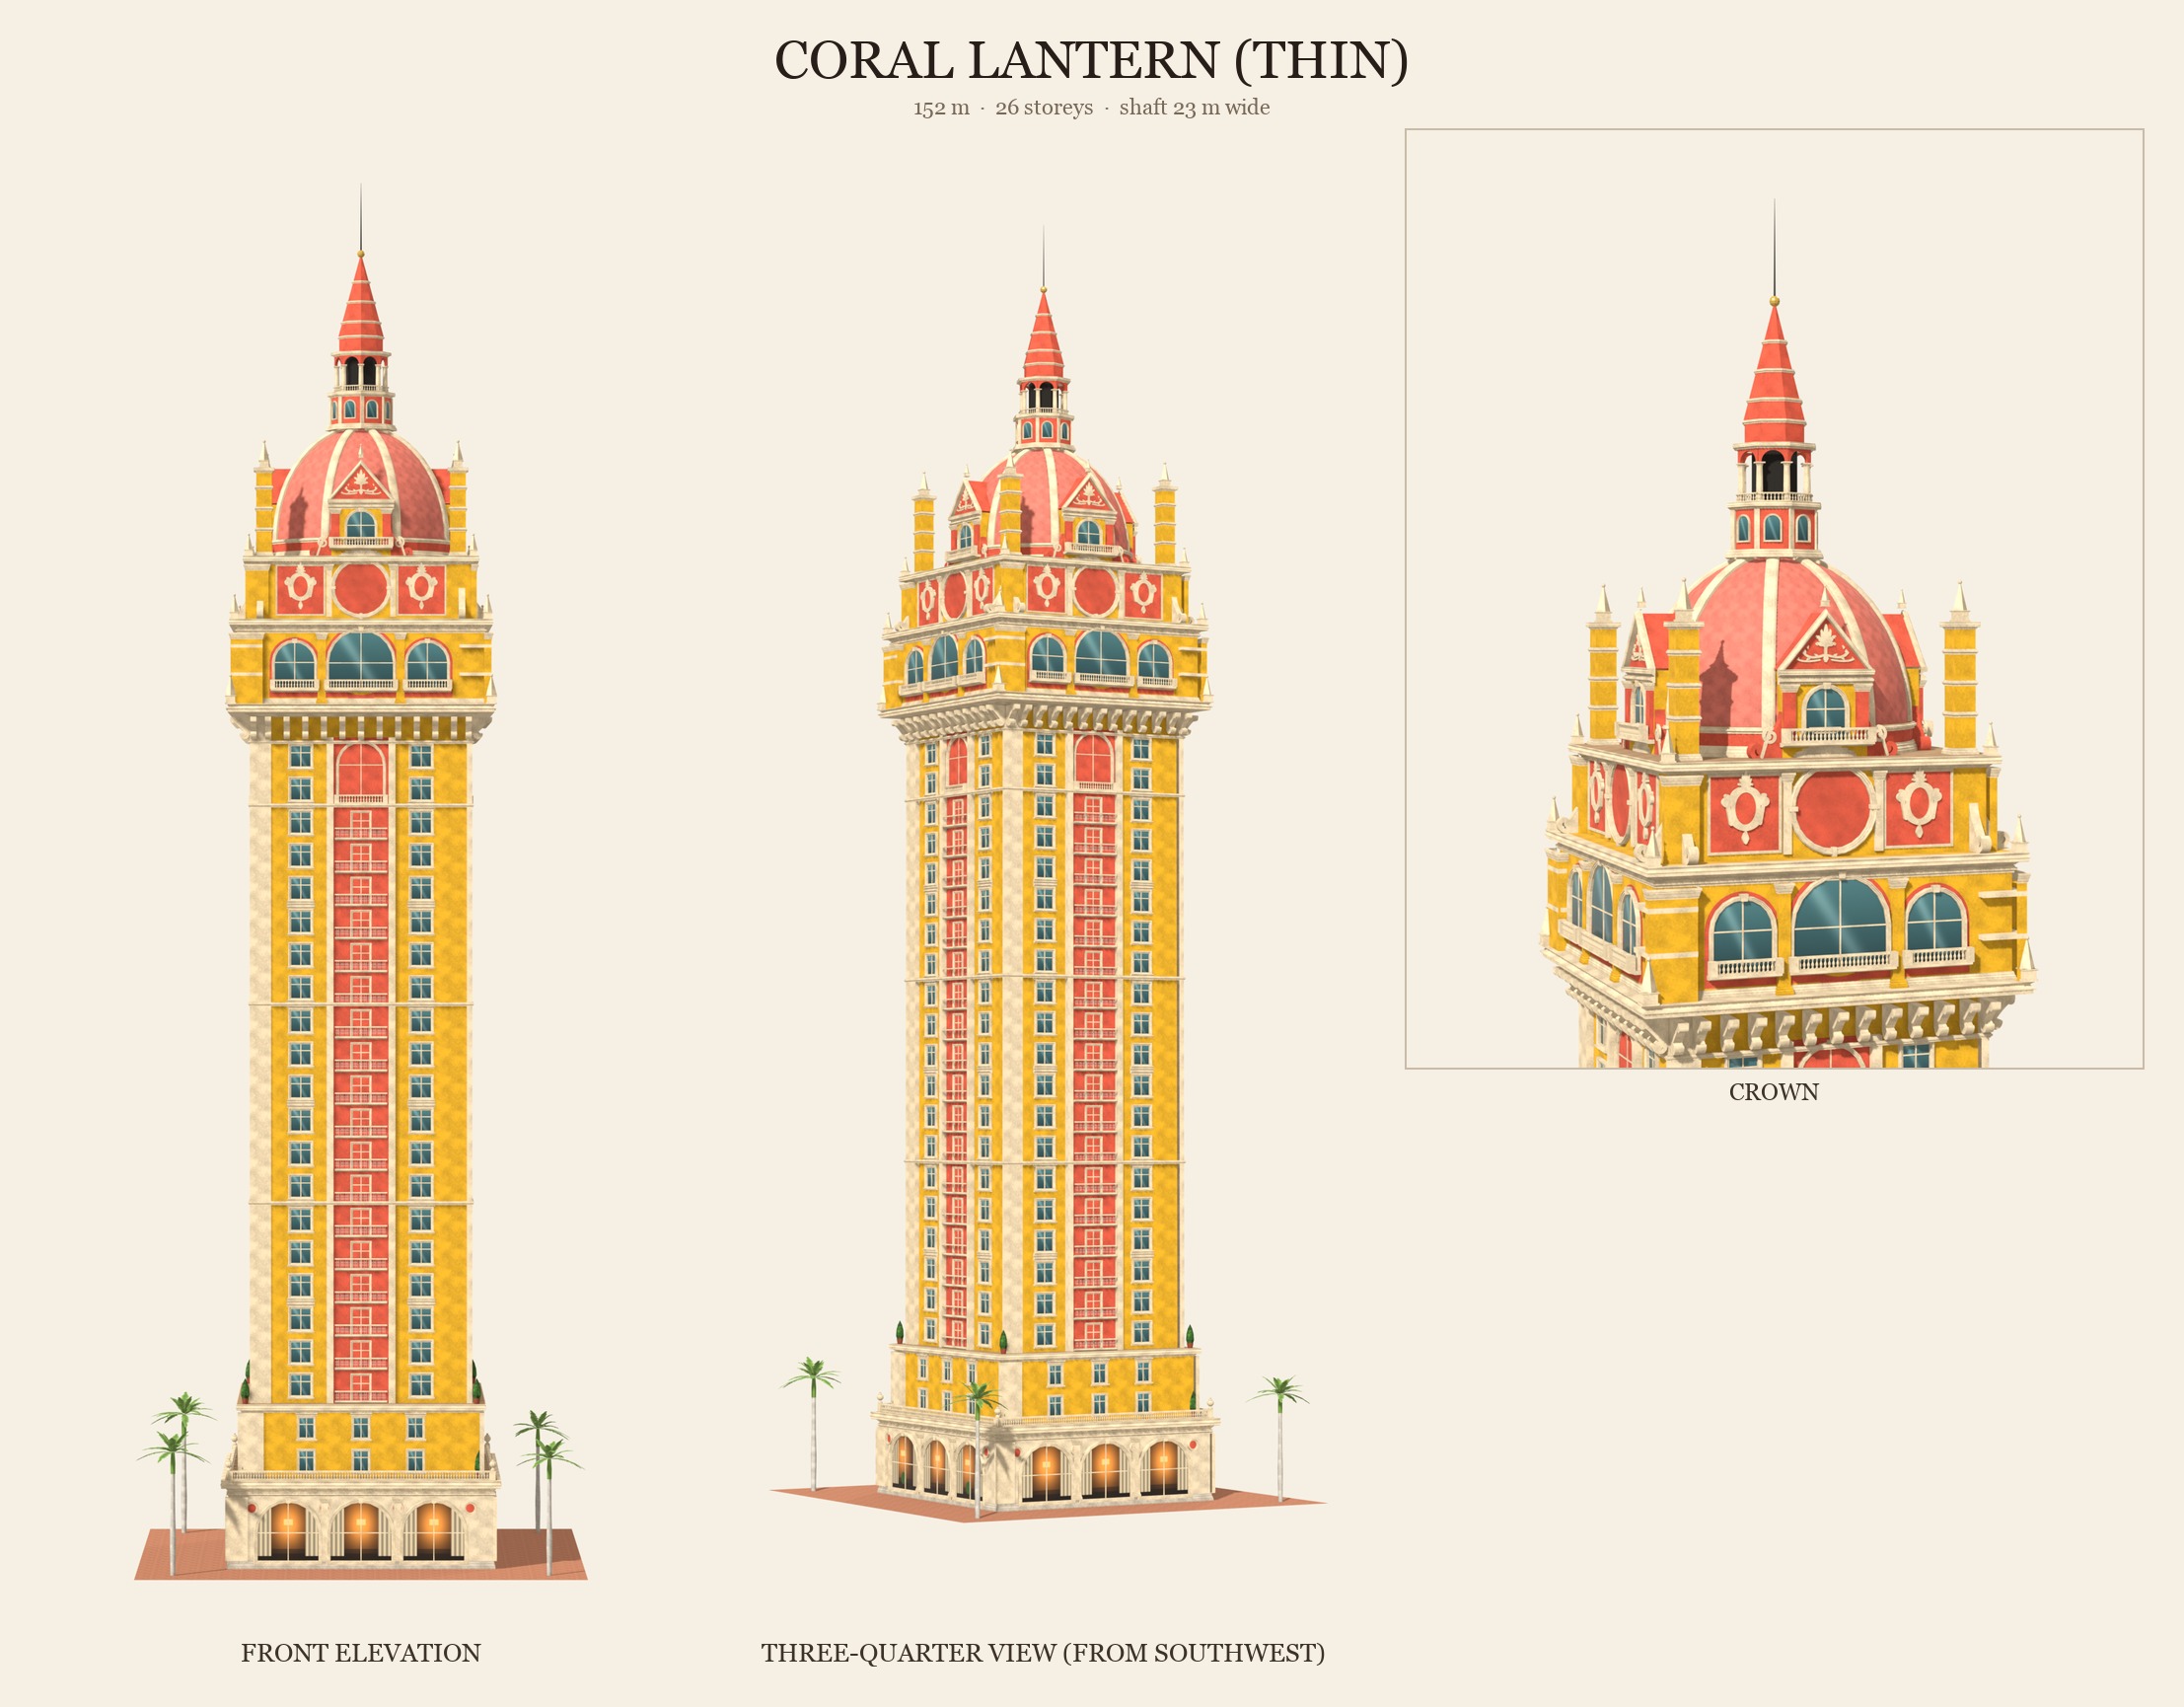 CORAL LANTERN (THIN)
152 m · 26 storeys · shaft 23 m wide
CROWN
FRONT ELEVATION
THREE-QUARTER VIEW (FROM SOUTHWEST)